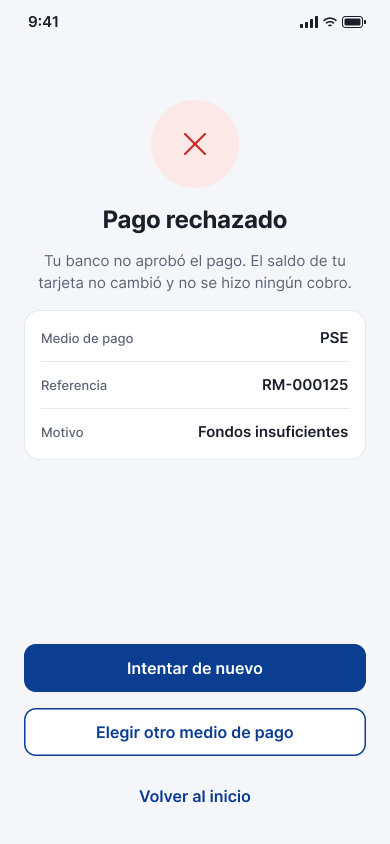 9:41
Pago rechazado
Tu banco no aprobó el pago. El saldo de tu
tarjeta no cambió y no se hizo ningún cobro.
Medio de pago PSE
Referencia RM-000125
Motivo Fondos insuficientes
Intentar de nuevo
Elegir otro medio de pago
Volver al inicio